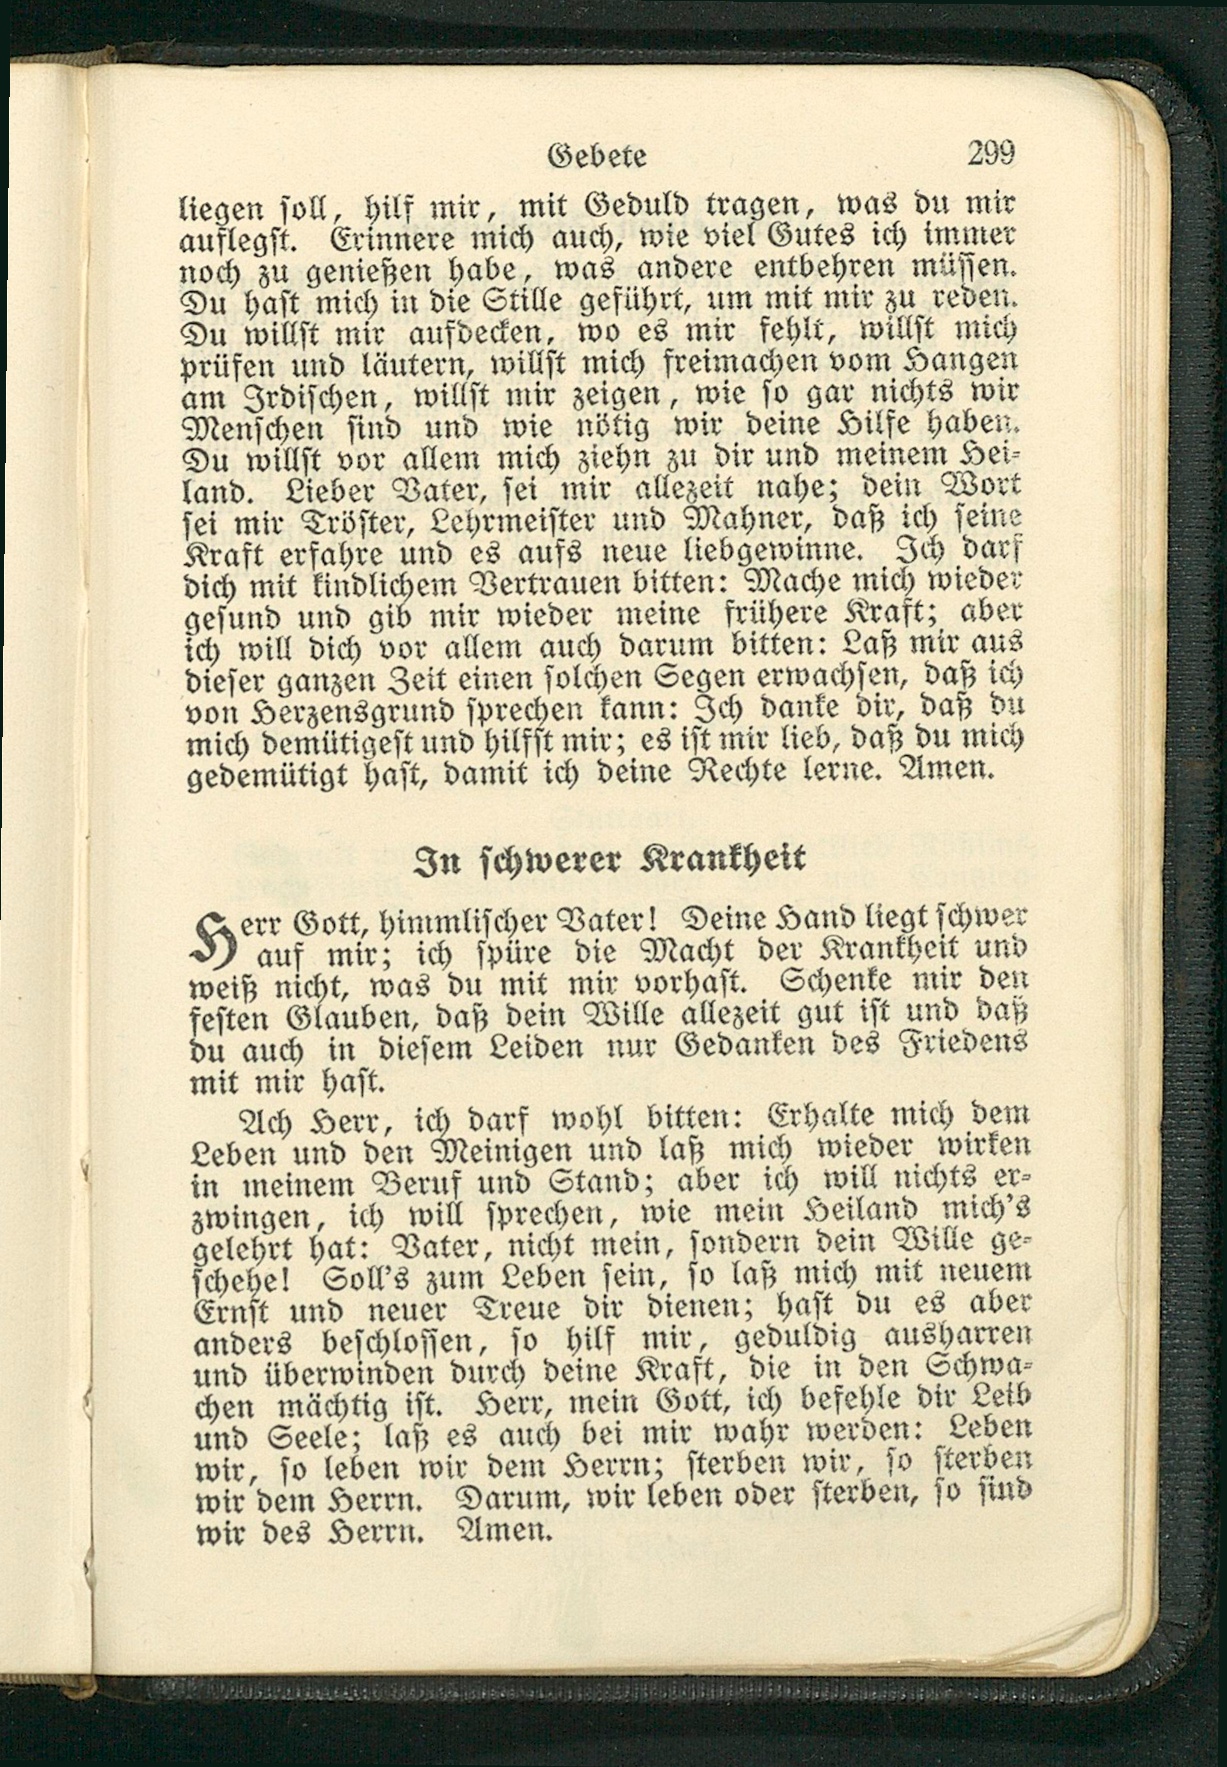 Gebete 299
liegen soll, hilf mir, mit Geduld tragen, was du mir
auflegst. Erinnere mich auch, wie viel Gutes ich immer
noch zu genießen habe, was andere entbehren müssen.
Du hast mich in die Stille geführt, um mit mir zu reden.
Du willst mir aufdecken, wo es mir fehlt, willst mich
prüfen und läutern, willst mich freimachen vom Hangen
am Irdischen, willst mir zeigen, wie so gar nichts wir
Menschen sind und wie nötig wir deine Hilfe haben.
Du willst vor allem mich ziehn zu dir und meinem Hei-
land. Lieber Vater, sei mir allezeit nahe; dein Wort
sei mir Tröster, Lehrmeister und Mahner, daß ich seine
Kraft erfahre und es aufs neue liebgewinne. Ich darf
dich mit kindlichem Vertrauen bitten: Mache mich wieder
gesund und gib mir wieder meine frühere Kraft; aber
ich will dich vor allem auch darum bitten: Laß mir aus
dieser ganzen Zeit einen solchen Segen erwachsen, daß ich
von Herzensgrund sprechen kann: Ich danke dir, daß du
mich demütigest und hilfst mir; es ist mir lieb, daß du mich
gedemütigt hast, damit ich deine Rechte lerne. Amen.
In schwerer Krankheit
Herr Gott, himmlischer Vater! Deine Hand liegt schwer
auf mir; ich spüre die Macht der Krankheit und
weiß nicht, was du mit mir vorhast. Schenke mir den
festen Glauben, daß dein Wille allezeit gut ist und daß
du auch in diesem Leiden nur Gedanken des Friedens
mit mir hast.
Ach Herr, ich darf wohl bitten: Erhalte mich dem
Leben und den Meinigen und laß mich wieder wirken
in meinem Beruf und Stand; aber ich will nichts er-
zwingen, ich will sprechen, wie mein Heiland mich's
gelehrt hat: Vater, nicht mein, sondern dein Wille ge-
schehe! Soll's zum Leben sein, so laß mich mit neuem
Ernst und neuer Treue dir dienen; hast du es aber
anders beschlossen, so hilf mir, geduldig ausharren
und überwinden durch deine Kraft, die in den Schwa-
chen mächtig ist. Herr, mein Gott, ich befehle dir Leib
und Seele; laß es auch bei mir wahr werden: Leben
wir, so leben wir dem Herrn; sterben wir, so sterben
wir dem Herrn. Darum, wir leben oder sterben, so sind
wir des Herrn. Amen.